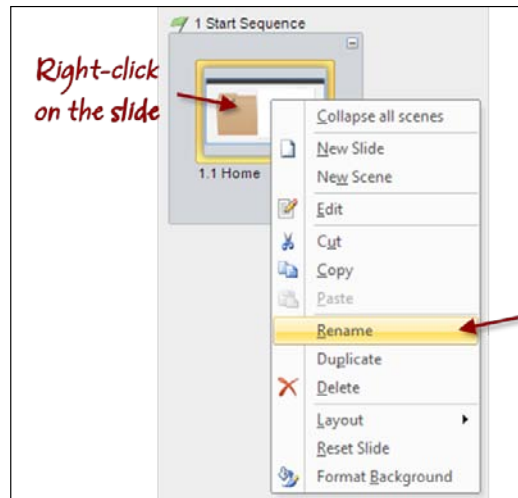 1 Start Sequence
Right-click
on the slide
1.1 Home
Collapse all scenes
New Slide
New Scene
Edit
Cut
Copy
Paste
Rename
Duplicate
Delete
Layout
Reset Slide
Format Background